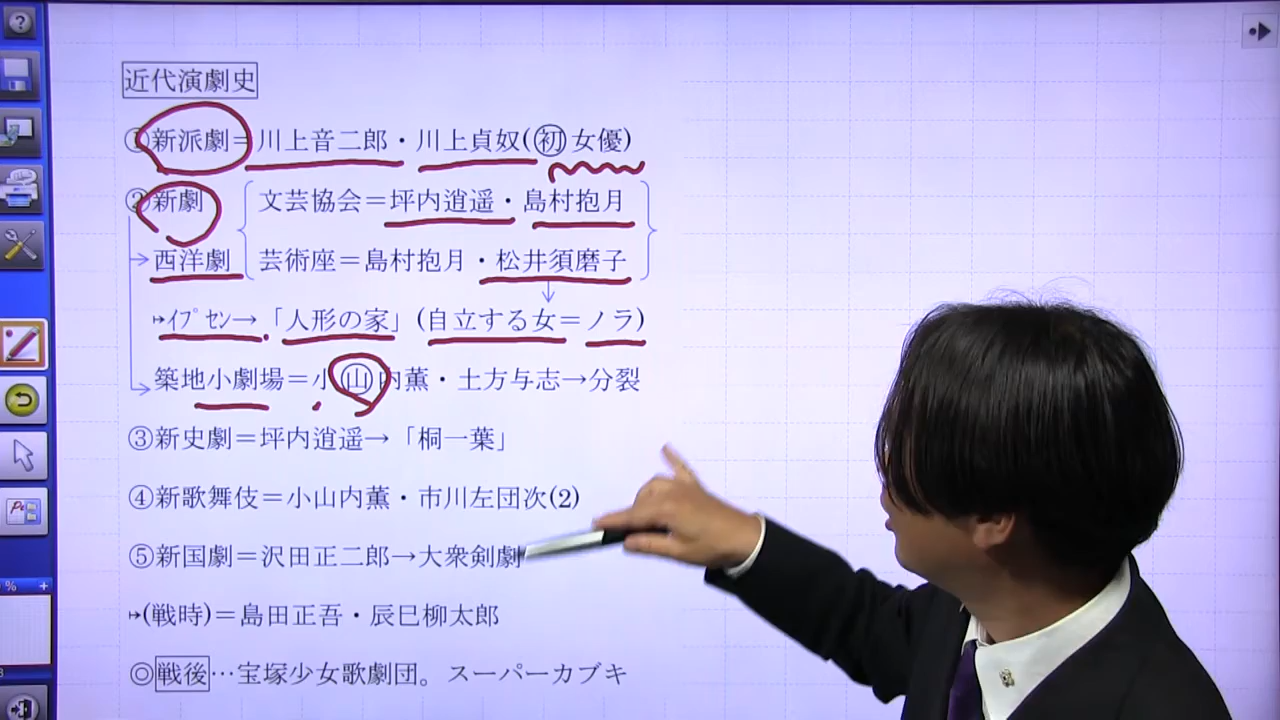 近代演劇史
①新派劇＝川上音二郎・川上貞奴(初女優)
②新劇 文芸協会＝坪内逍遥・島村抱月
西洋劇 芸術座＝島村抱月・松井須磨子
↦ｲﾌﾟｾﾝ→「人形の家」(自立する女＝ノラ)
築地小劇場＝小山内薫・土方与志→分裂
③新史劇＝坪内逍遥→「桐一葉」
④新歌舞伎＝小山内薫・市川左団次(2)
⑤新国劇＝沢田正二郎→大衆剣劇
↦(戦時)＝島田正吾・辰巳柳太郎
◎戦後…宝塚少女歌劇団。スーパーカブキ